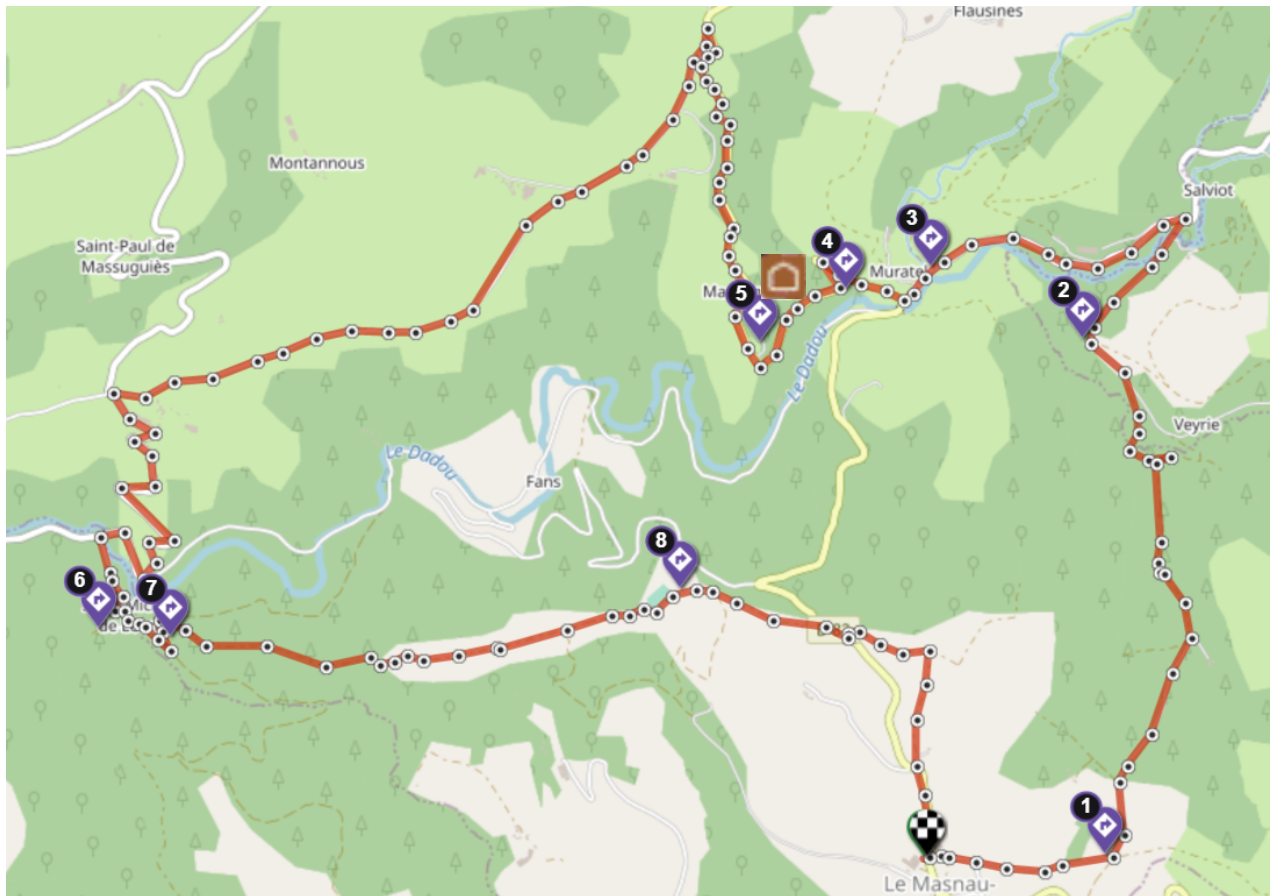 Flausines
Montannous
Salviot
3
Saint-Paul de
Massuguiès
4
Muratel
2
5
Le Dadou
Veyrie
Le Dadou
Fans
8
6
7
1
Le Masnau-